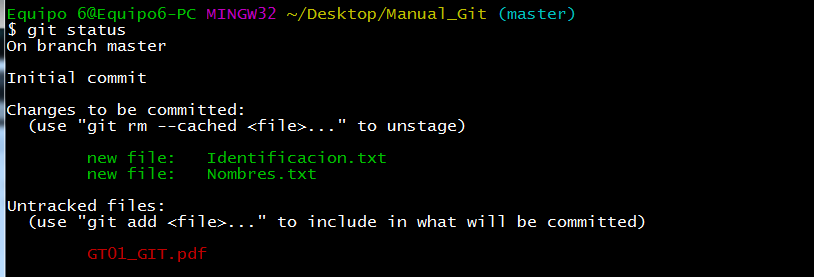 Equipo 6@Equipo6-PC MINGW32 ~/Desktop/Manual_Git (master)
$ git status
On branch master
Initial commit
Changes to be committed:
(use "git rm --cached <file>..." to unstage)
new file: Identificacion.txt
new file: Nombres.txt
Untracked files:
(use "git add <file>..." to include in what will be committed)
GT01_GIT.pdf